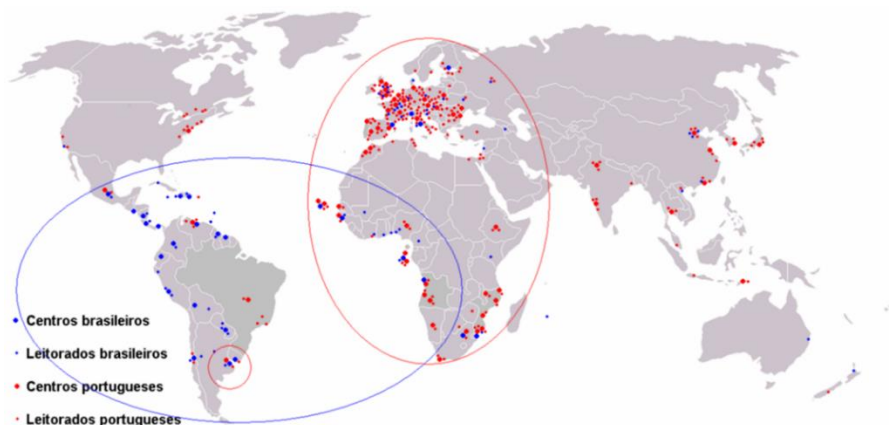 Centros brasileiros
Leitorados brasileiros
Centros portugueses
Leitorados portugueses